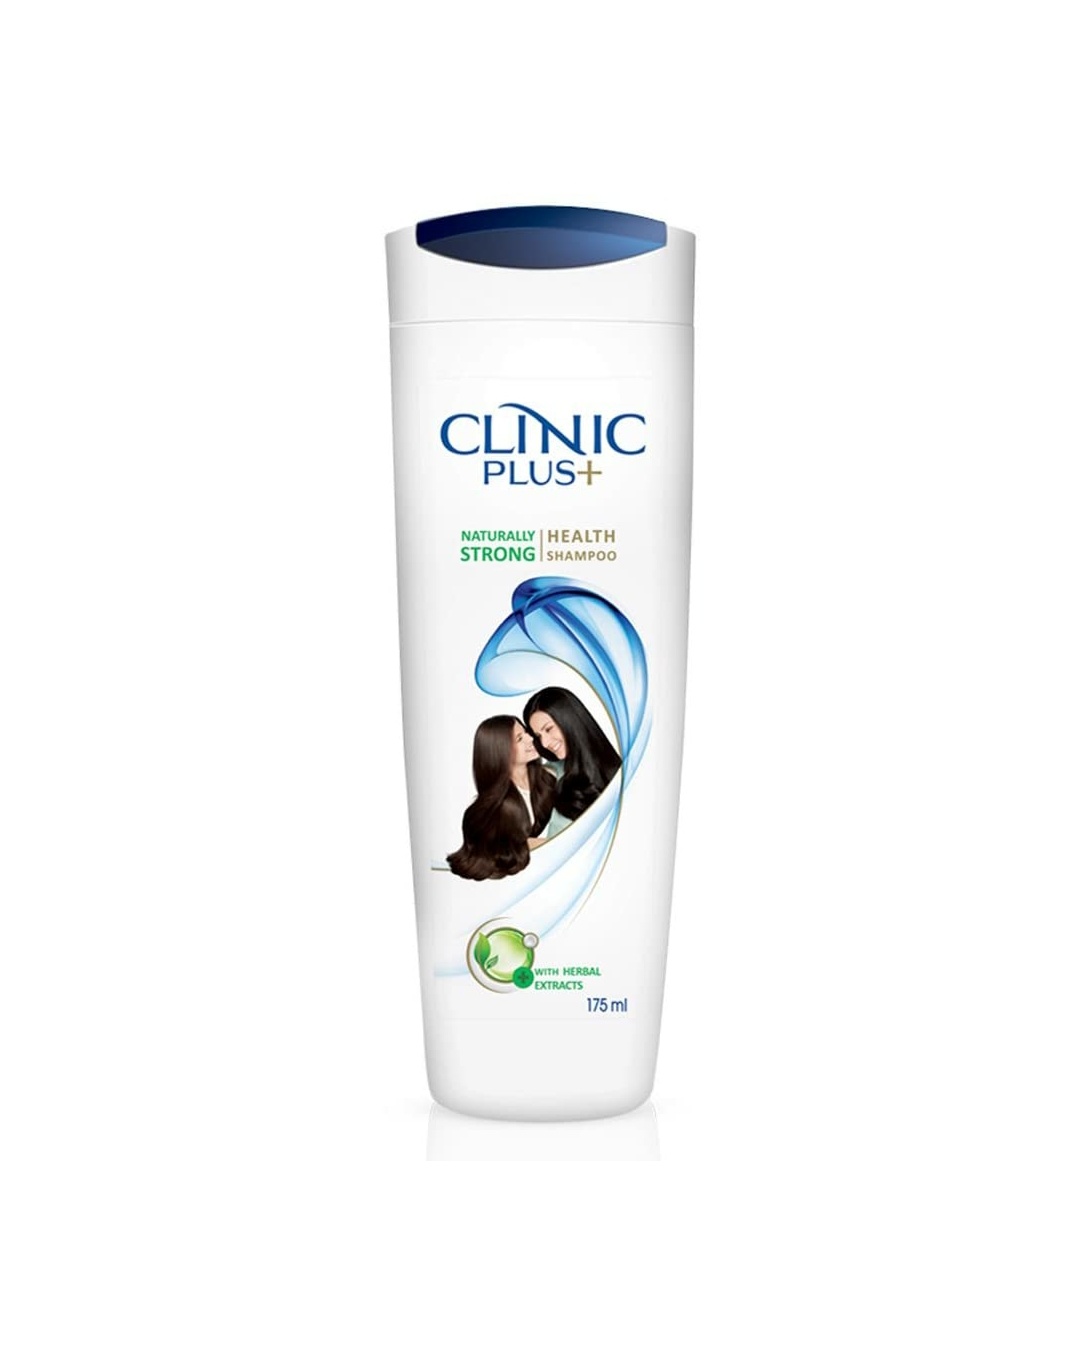 CLINIC
PLUS+
NATURALLY
STRONG
HEALTH
SHAMPOO
WITH HERBAL
EXTRACTS
175 ml